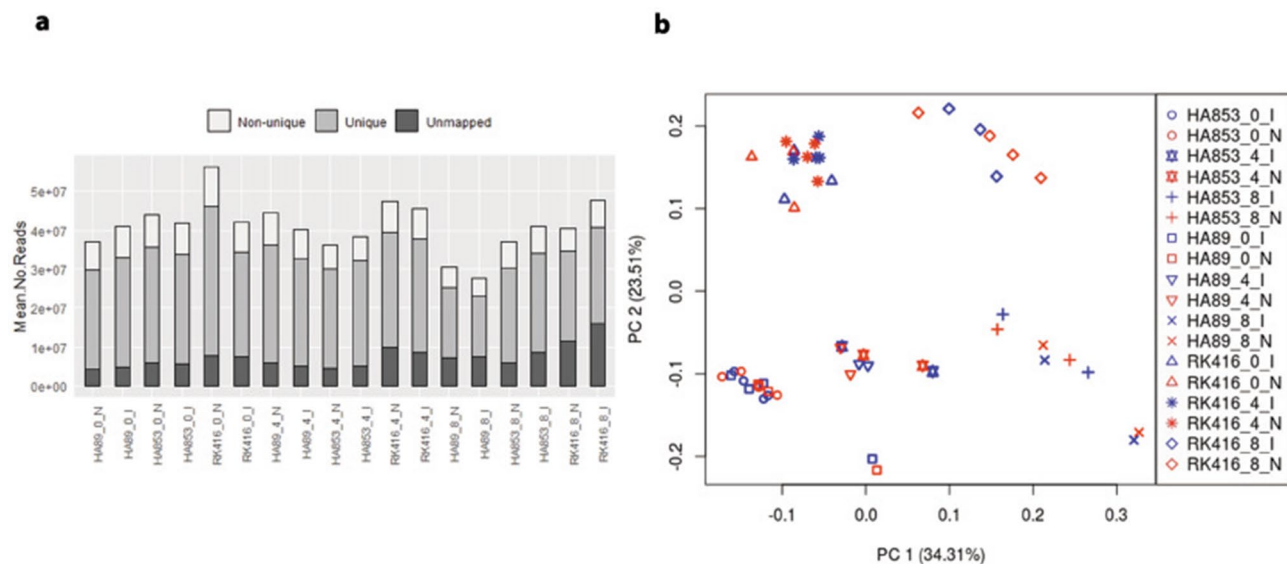 a
b
Non-unique Unique Unmapped
Mean.No.Reads
5e+07
4e+07
3e+07
2e+07
1e+07
0e+00
HA89_0_N
HA89_0_I
HA853_0_N
HA853_0_I
RK416_0_N
RK416_0_I
HA89_4_N
HA89_4_I
HA853_4_N
HA853_4_I
RK416_4_N
RK416_4_I
HA89_8_N
HA89_8_I
HA853_8_N
HA853_8_I
RK416_8_N
RK416_8_I
PC 2 (23.51%)
0.2
0.1
0.0
-0.1
-0.2
-0.1 0.0 0.1 0.2 0.3
PC 1 (34.31%)
HA853_0_I
HA853_0_N
HA853_4_I
HA853_4_N
HA853_8_I
HA853_8_N
HA89_0_I
HA89_0_N
HA89_4_I
HA89_4_N
HA89_8_I
HA89_8_N
RK416_0_I
RK416_0_N
RK416_4_I
RK416_4_N
RK416_8_I
RK416_8_N